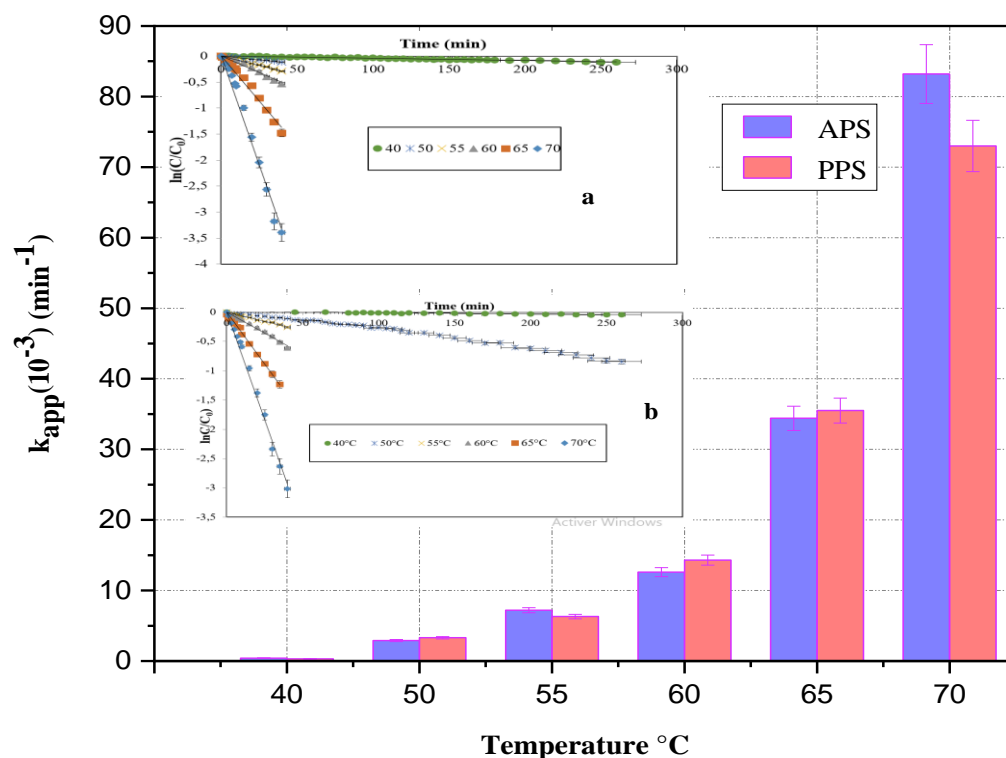 90
80
70
60
50
40
30
20
10
0
k_app(10^-3) (min^-1)
40 50 55 60 65 70
Temperature °C
APS
PPS
Time (min)
0 50 100 150 200 250 300
0
-0,5
-1
-1,5
-2
-2,5
-3
-3,5
-4
ln(C/C_0)
40 50 55 60 65 70
a
Time (min)
0 50 100 150 200 250 300
0
-0,5
-1
-1,5
-2
-2,5
-3
-3,5
lnC/C_0)
40°C 50°C 55°C 60°C 65°C 70°C
b
Activer Windows